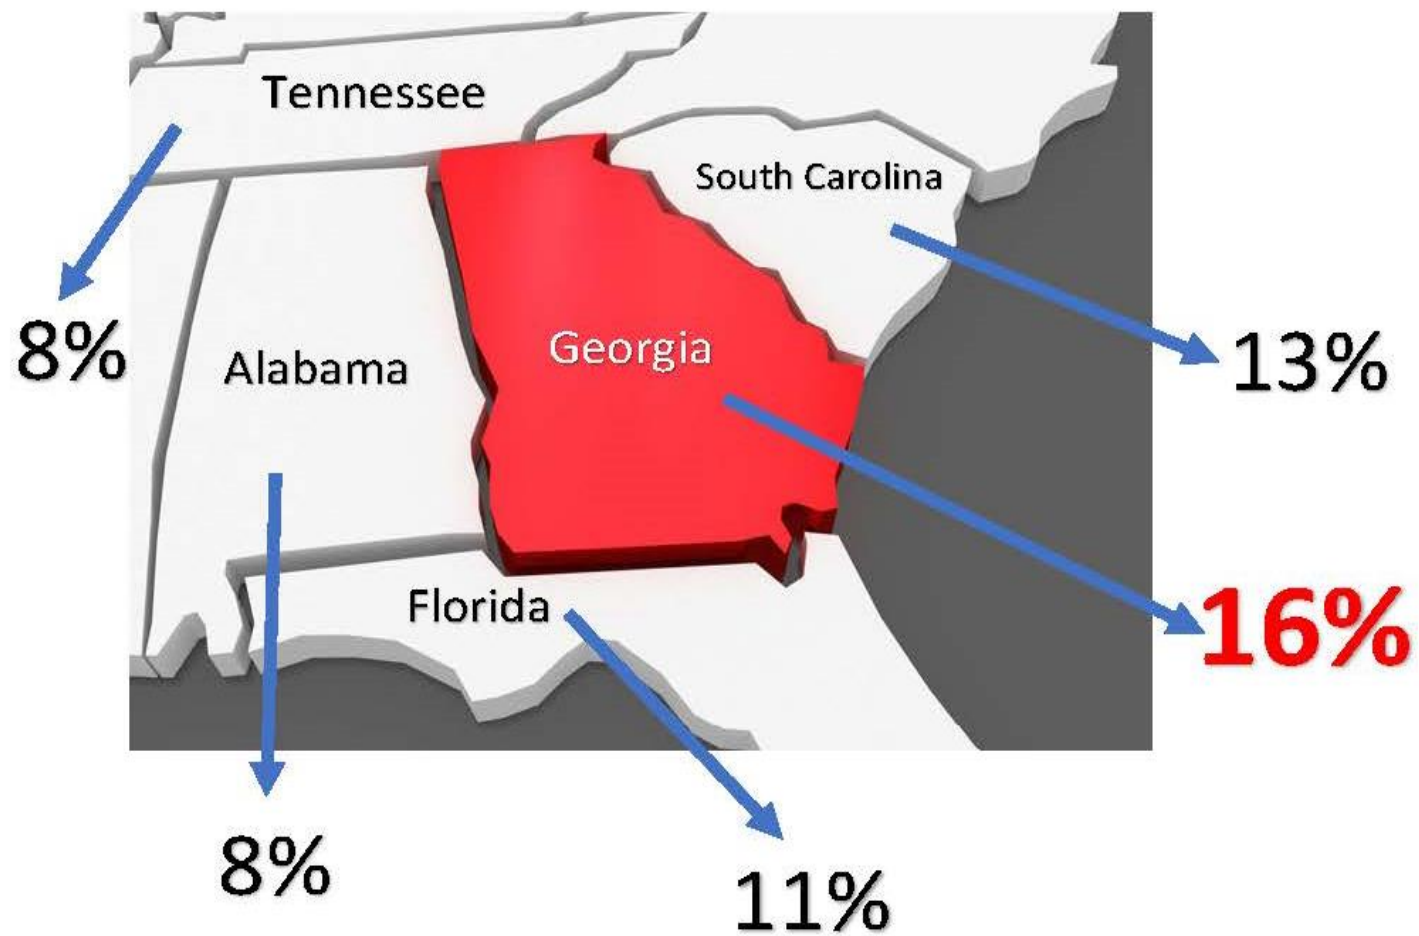 Tennessee
South Carolina
8%
Alabama
Georgia
13%
Florida
16%
8%
11%